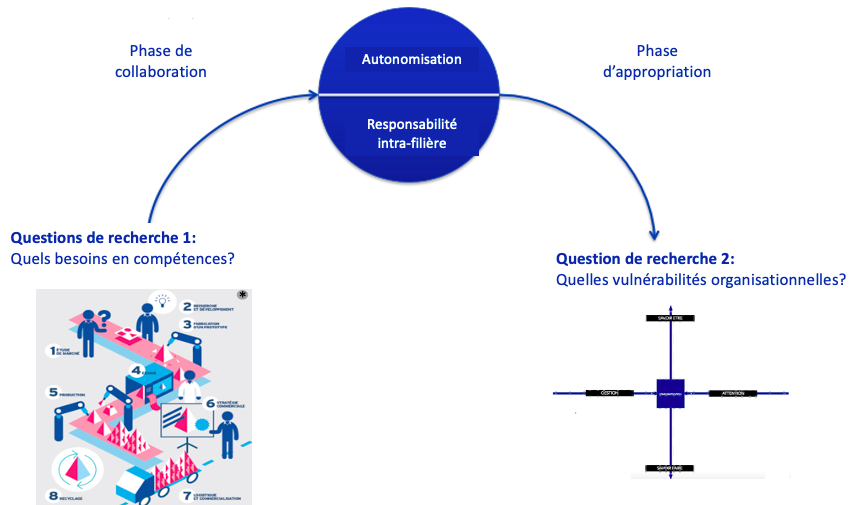 Phase de
collaboration
Autonomisation
Responsabilité
intra-filière
Phase
d’appropriation
Questions de recherche 1:
Quels besoins en compétences?
Question de recherche 2:
Quelles vulnérabilités organisationnelles?
*
2 RECHERCHE
ET DÉVELOPPEMENT
3 FABRICATION
D'UN PROTOTYPE
?
1 ÉTUDE
DE MARCHÉ
4
5 PRODUCTION
6 STRATÉGIE
COMMERCIALE
8 RECYCLAGE
7 LOGISTIQUE
ET COMMERCIALISATION
SAVOIR ETRE
GESTION
ATTENTION
SAVOIR FAIRE